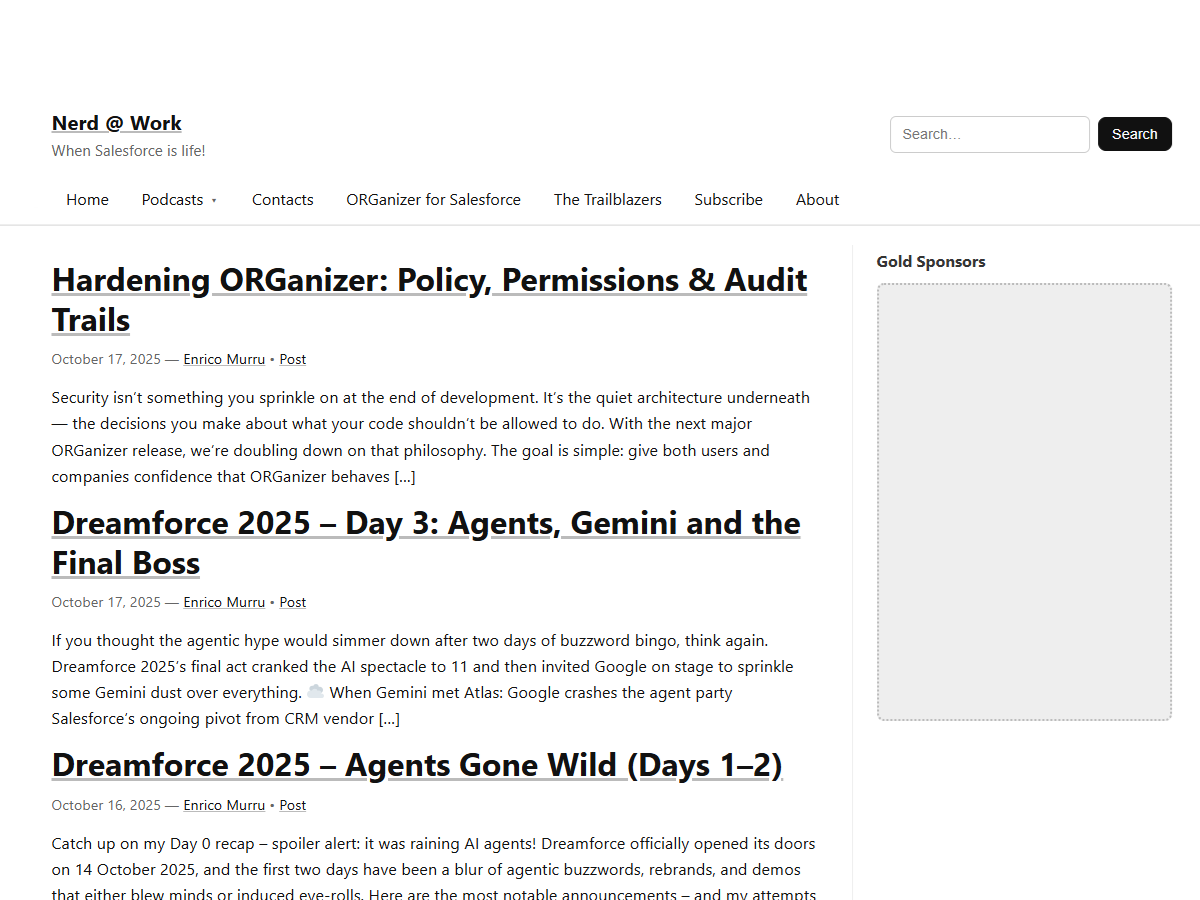 Nerd @ Work
When Salesforce is life!
Search…
Search
Home
Podcasts ▾
Contacts
ORGanizer for Salesforce
The Trailblazers
Subscribe
About
Hardening ORGanizer: Policy, Permissions & Audit
Trails
October 17, 2025 — Enrico Murru • Post
Security isn’t something you sprinkle on at the end of development. It’s the quiet architecture underneath
— the decisions you make about what your code shouldn’t be allowed to do. With the next major
ORGanizer release, we’re doubling down on that philosophy. The goal is simple: give both users and
companies confidence that ORGanizer behaves […]
Dreamforce 2025 – Day 3: Agents, Gemini and the
Final Boss
October 17, 2025 — Enrico Murru • Post
If you thought the agentic hype would simmer down after two days of buzzword bingo, think again.
Dreamforce 2025’s final act cranked the AI spectacle to 11 and then invited Google on stage to sprinkle
some Gemini dust over everything. ☁️ When Gemini met Atlas: Google crashes the agent party
Salesforce’s ongoing pivot from CRM vendor […]
Dreamforce 2025 – Agents Gone Wild (Days 1–2)
October 16, 2025 — Enrico Murru • Post
Catch up on my Day 0 recap – spoiler alert: it was raining AI agents! Dreamforce officially opened its doors
on 14 October 2025, and the first two days have been a blur of agentic buzzwords, rebrands, and demos
that either blew minds or induced eye-rolls. Here are the most notable announcements – and my attempts
Gold Sponsors